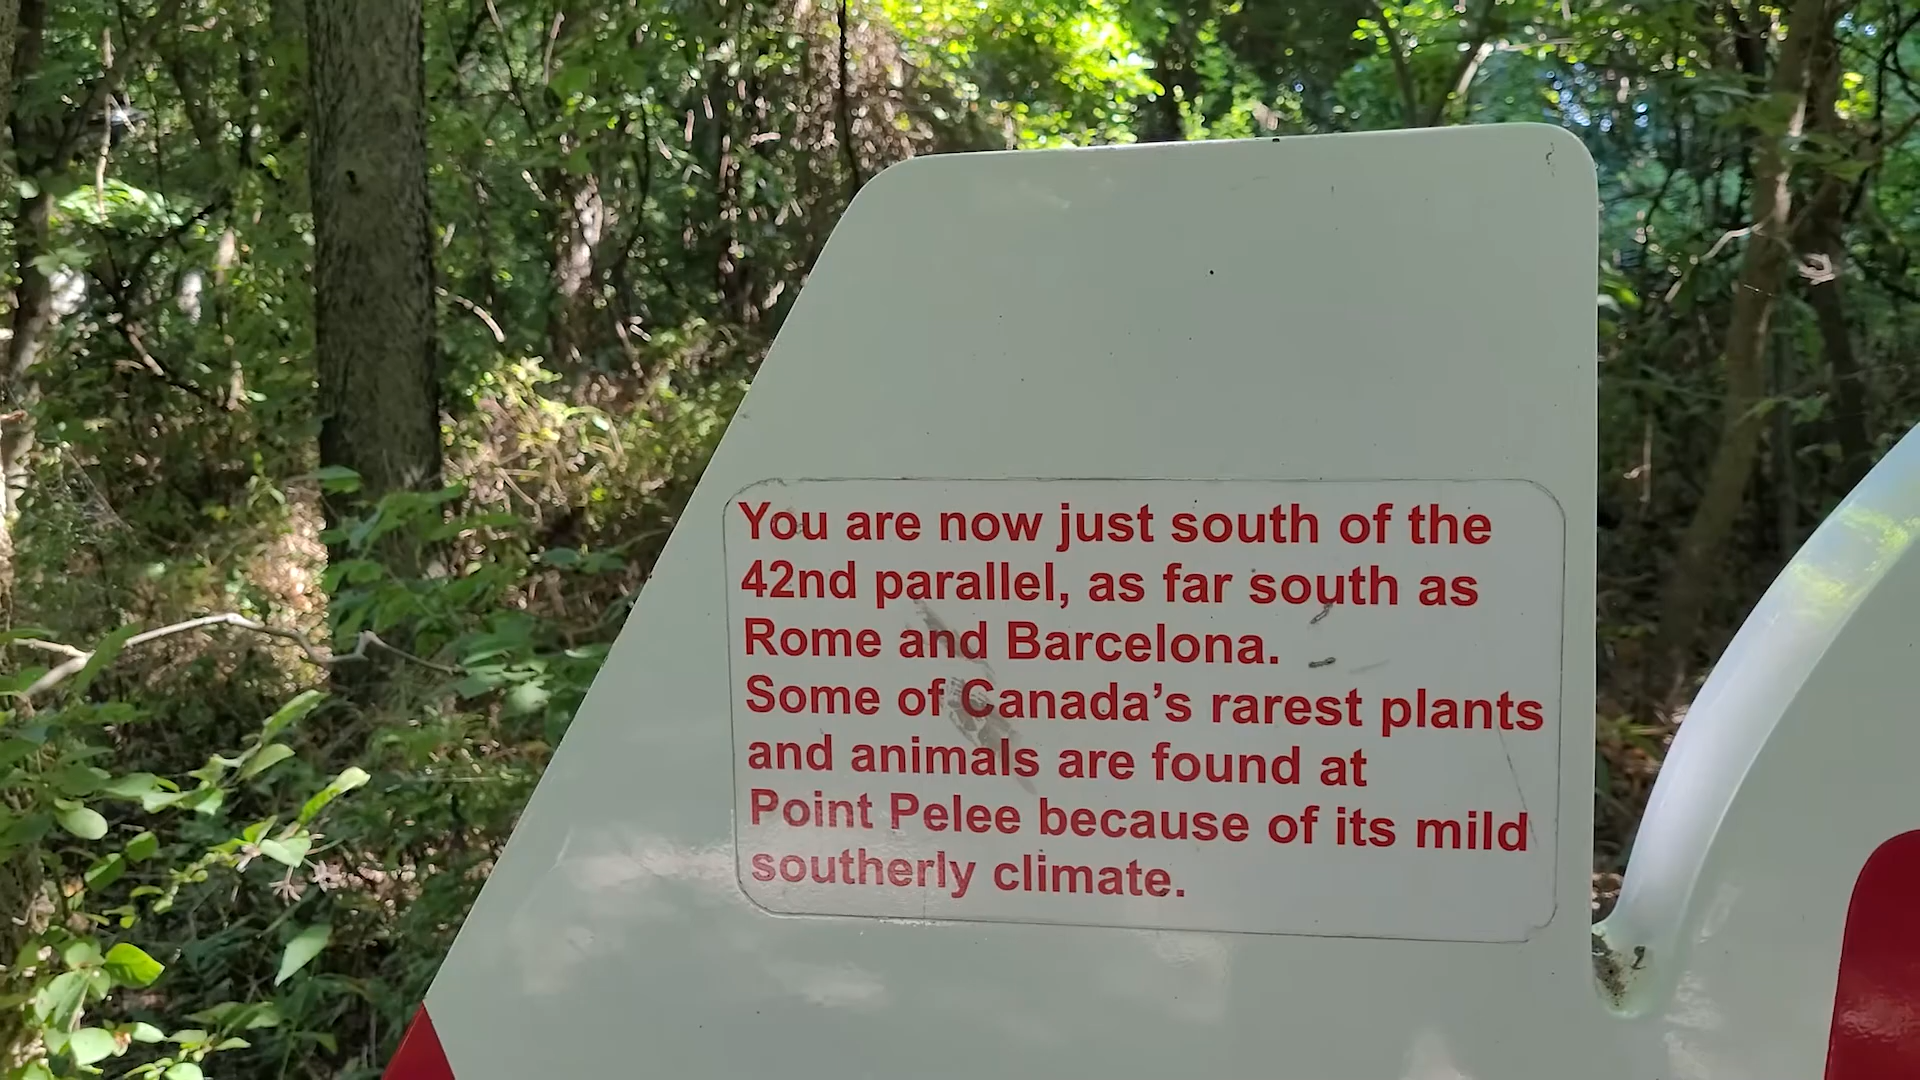 You are now just south of the
42nd parallel, as far south as
Rome and Barcelona.
Some of Canada’s rarest plants
and animals are found at
Point Pelee because of its mild
southerly climate.